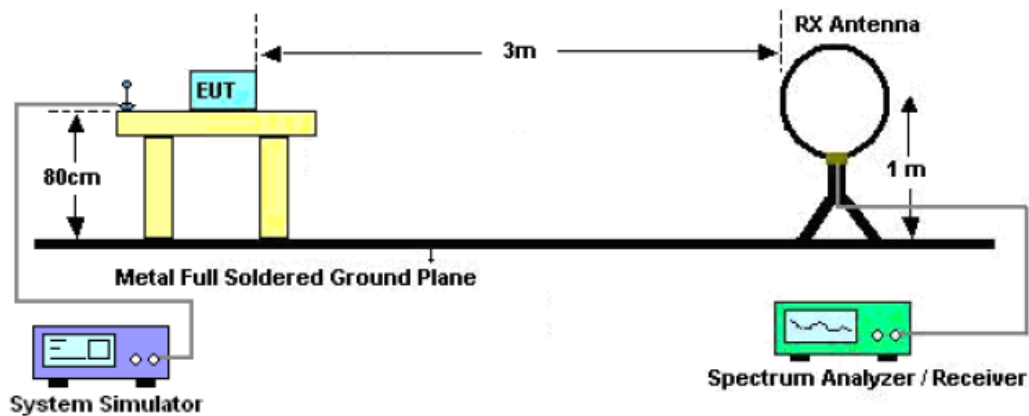 RX Antenna
3m
EUT
80cm
1 m
Metal Full Soldered Ground Plane
Spectrum Analyzer / Receiver
System Simulator